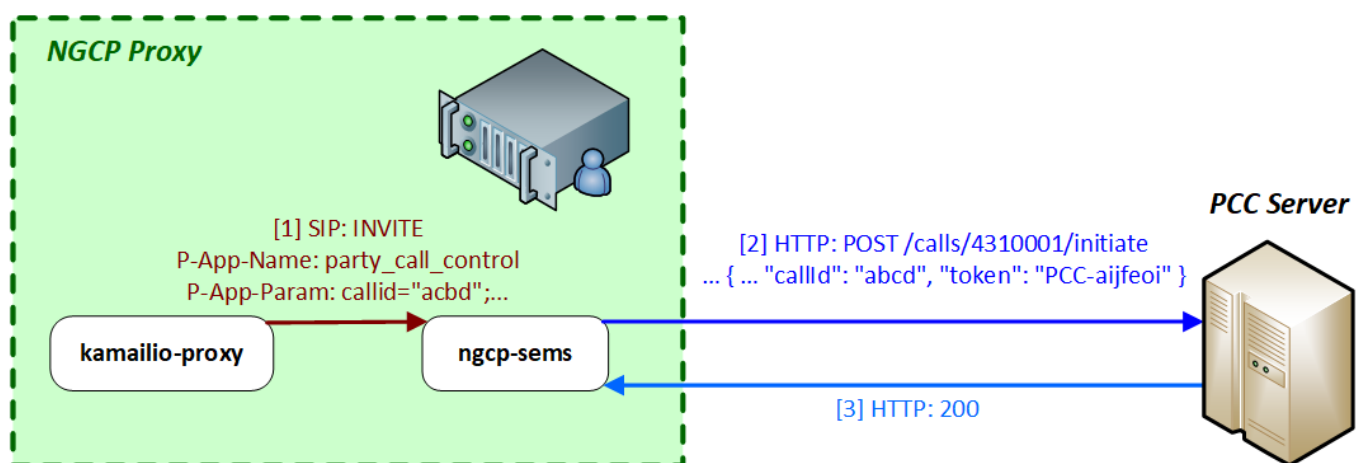 NGCP Proxy
[1] SIP: INVITE
P-App-Name: party_call_control
P-App-Param: callid="acbd";...
kamailio-proxy
ngcp-sems
PCC Server
[2] HTTP: POST /calls/4310001/initiate
... { ... "callId": "abcd", "token": "PCC-aijfeoi" }
[3] HTTP: 200